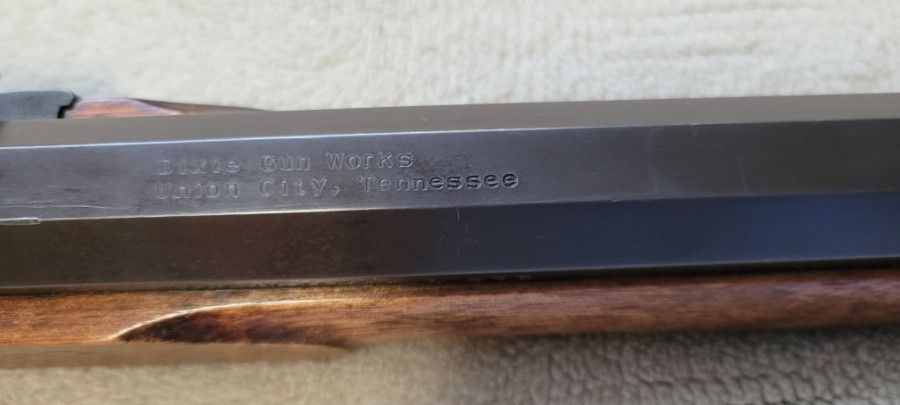 Dixie Gun Works
Union City, Tennessee